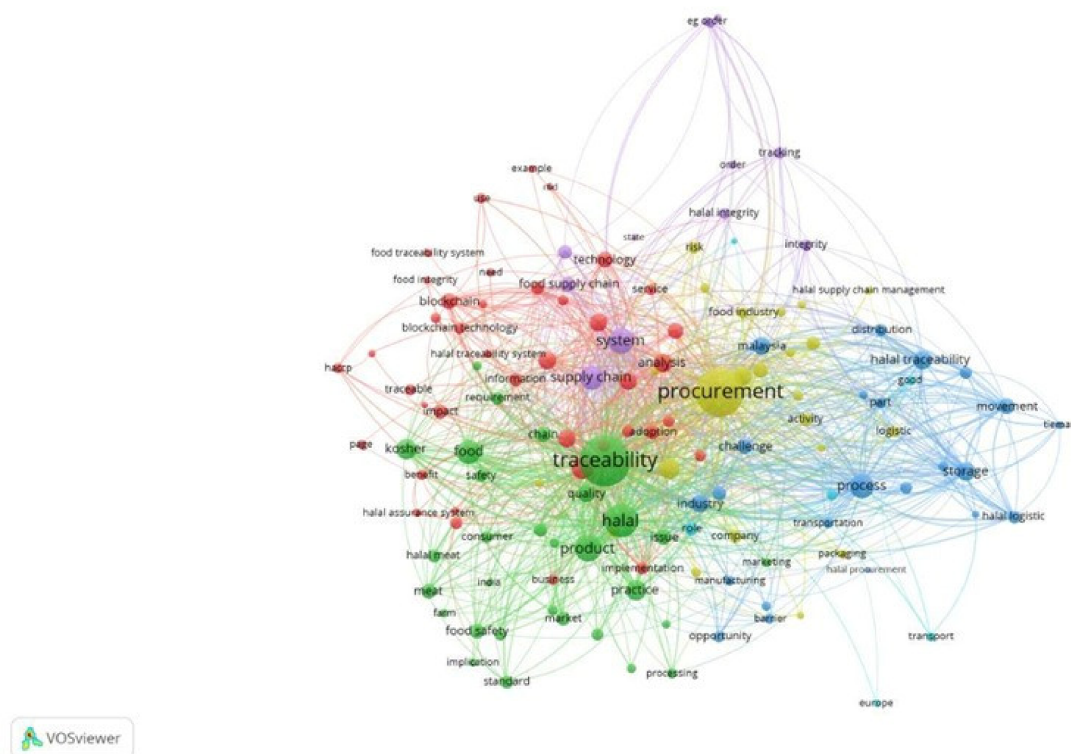 eg order
tracking
order
example
use
halal integrity
state
risk
integrity
food traceability system
technology
need
food integrity
food supply chain
service
halal supply chain management
blockchain
food industry
blockchain technology
system
malaysia
distribution
halal traceability system
analysis
halal traceability
haccp
information
supply chain
good
traceable
requirement
procurement
part
movement
impact
activity
chain
adoption
logistic
page
kosher
food
challenge
traceability
benefit
safety
storage
quality
process
halal assurance system
industry
halal logistic
halal
role
transportation
consumer
issue
company
product
halal meat
packaging
marketing
implementation
halal procurement
india
business
manufacturing
meat
practice
farm
market
barrier
food safety
opportunity
transport
implication
processing
standard
europe
VOSviewer